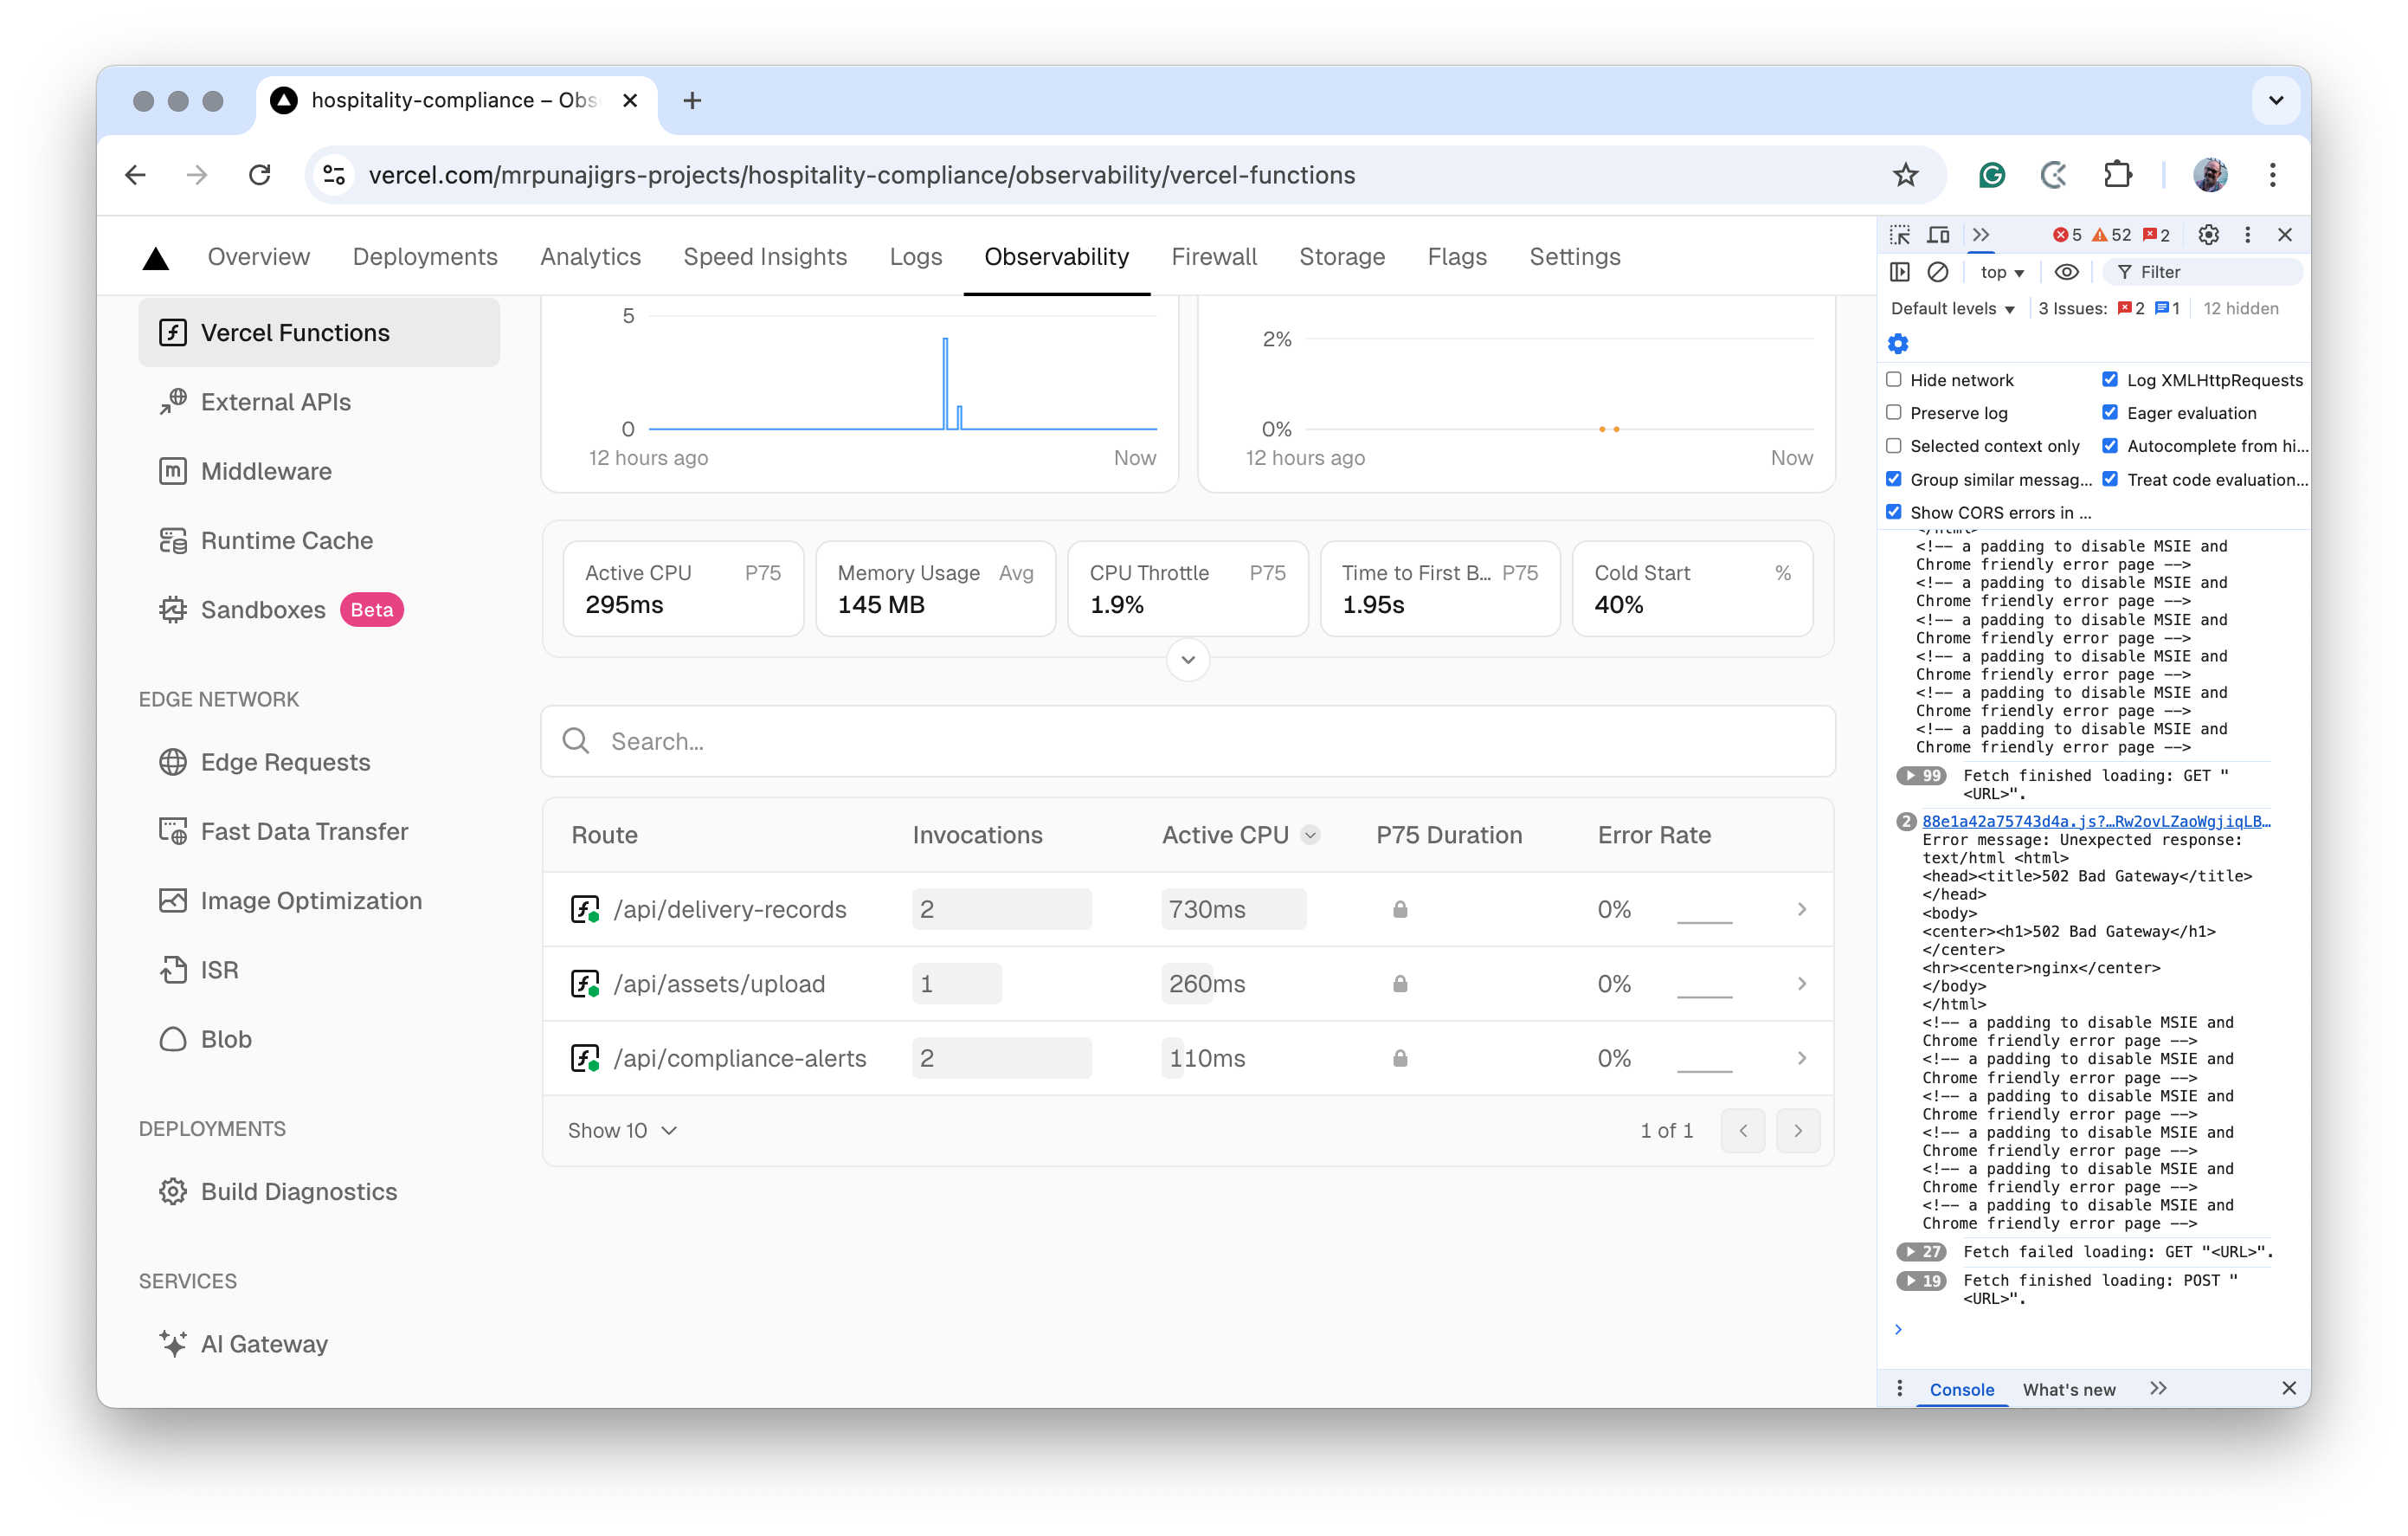 hospitality-compliance – Obs
vercel.com/mrpunajigrs-projects/hospitality-compliance/observability/vercel-functions
Overview
Deployments
Analytics
Speed Insights
Logs
Observability
Firewall
Storage
Flags
Settings
Vercel Functions
External APIs
Middleware
Runtime Cache
Sandboxes Beta
EDGE NETWORK
Edge Requests
Fast Data Transfer
Image Optimization
ISR
Blob
DEPLOYMENTS
Build Diagnostics
SERVICES
AI Gateway
5
0
12 hours ago Now
2%
0%
12 hours ago Now
Active CPU P75
295ms
Memory Usage Avg
145 MB
CPU Throttle P75
1.9%
Time to First B... P75
1.95s
Cold Start %
40%
Search...
Route Invocations Active CPU P75 Duration Error Rate
/api/delivery-records 2 730ms 0%
/api/assets/upload 1 260ms 0%
/api/compliance-alerts 2 110ms 0%
Show 10
1 of 1
5 52 2
top Filter
Default levels 3 Issues: 2 1 12 hidden
Hide network Log XMLHttpRequests
Preserve log Eager evaluation
Selected context only Autocomplete from hi...
Group similar messag... Treat code evaluation...
Show CORS errors in ...
</html>
<!-- a padding to disable MSIE and
Chrome friendly error page -->
<!-- a padding to disable MSIE and
Chrome friendly error page -->
<!-- a padding to disable MSIE and
Chrome friendly error page -->
<!-- a padding to disable MSIE and
Chrome friendly error page -->
<!-- a padding to disable MSIE and
Chrome friendly error page -->
<!-- a padding to disable MSIE and
Chrome friendly error page -->
99 Fetch finished loading: GET "
<URL>".
2 88e1a42a75743d4a.js?…Rw2ovLZaoWgjiqLB…
Error message: Unexpected response:
text/html <html>
<head><title>502 Bad Gateway</title>
</head>
<body>
<center><h1>502 Bad Gateway</h1>
</center>
<hr><center>nginx</center>
</body>
</html>
<!-- a padding to disable MSIE and
Chrome friendly error page -->
<!-- a padding to disable MSIE and
Chrome friendly error page -->
<!-- a padding to disable MSIE and
Chrome friendly error page -->
<!-- a padding to disable MSIE and
Chrome friendly error page -->
<!-- a padding to disable MSIE and
Chrome friendly error page -->
<!-- a padding to disable MSIE and
Chrome friendly error page -->
27 Fetch failed loading: GET "<URL>".
19 Fetch finished loading: POST "
<URL>".
Console What's new